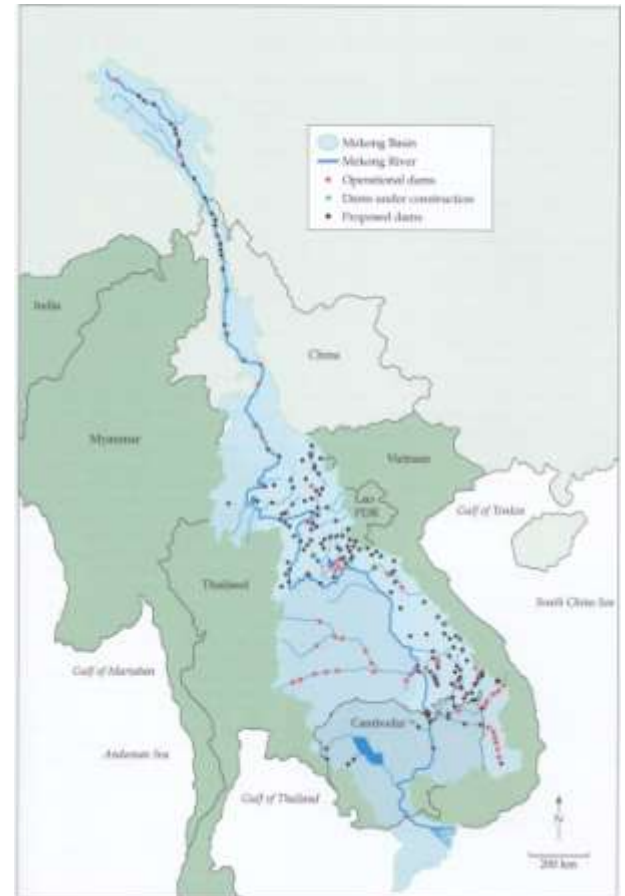 Mekong Basin
Mekong River
Operational dams
Dams under construction
Proposed dams
India
China
Myanmar
Vietnam
Lao
PDR
Gulf of Tonkin
Thailand
South China Sea
Gulf of Martaban
Cambodia
Andaman Sea
Gulf of Thailand
N
200 km